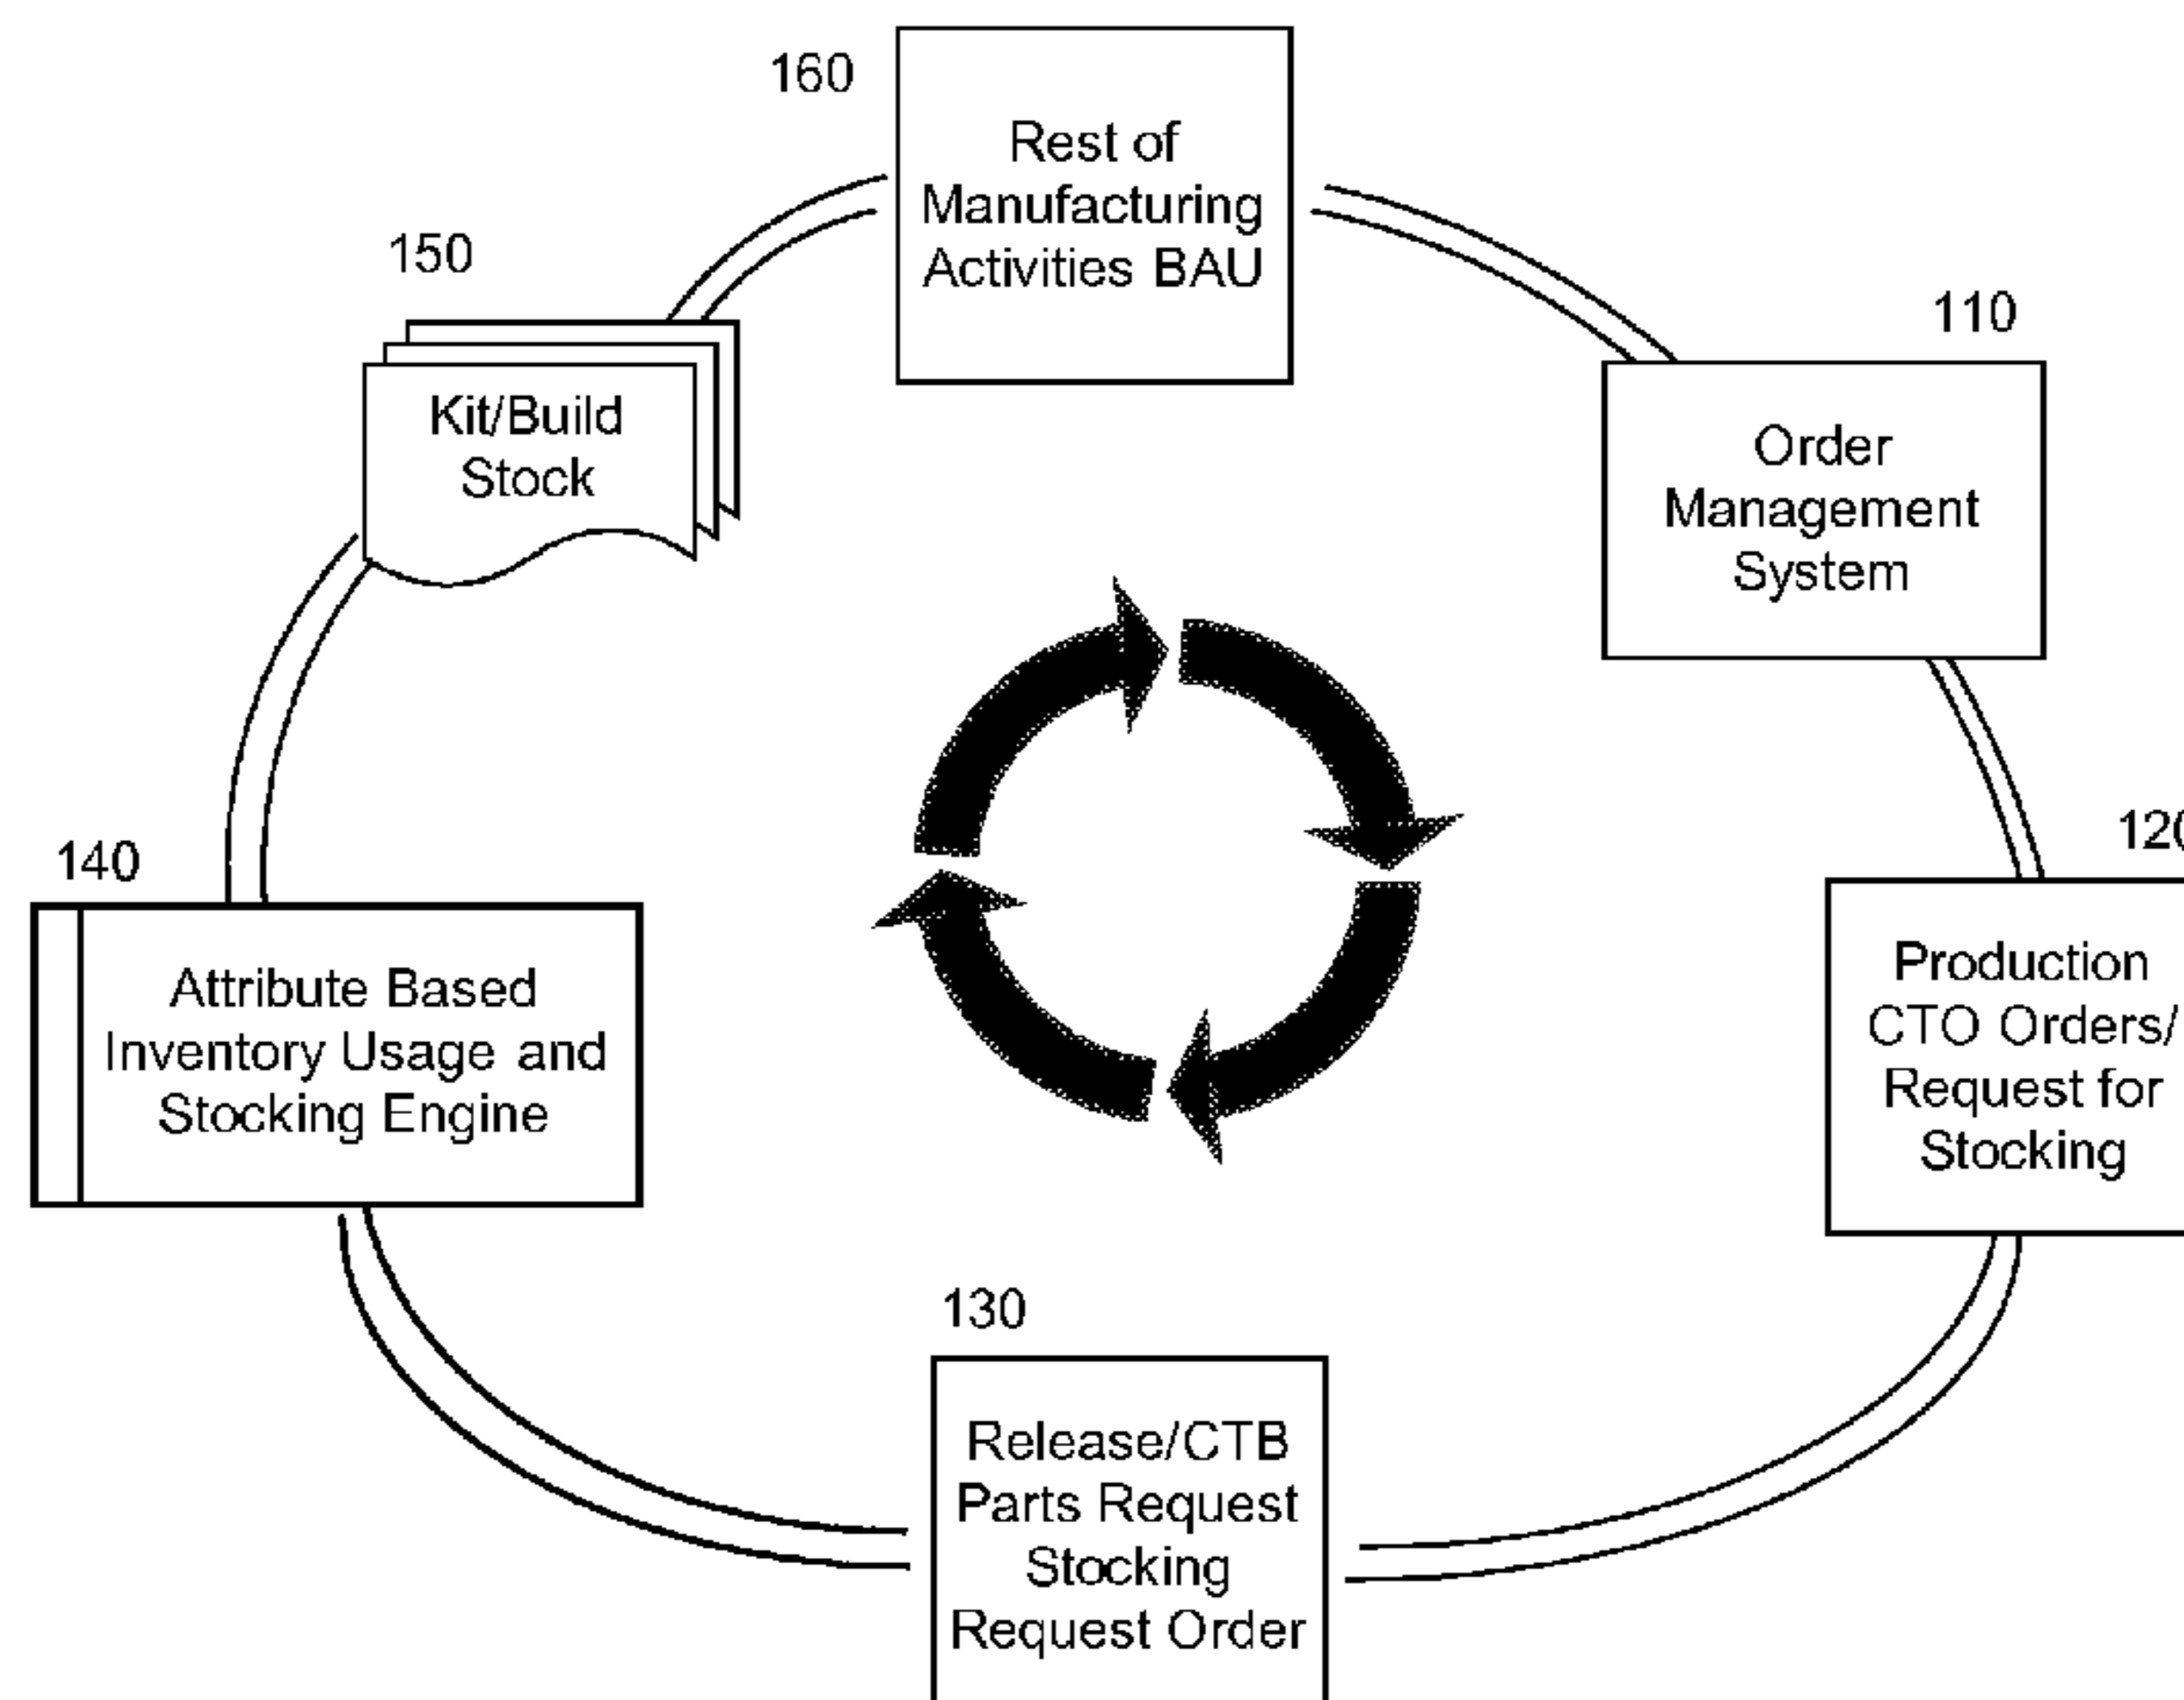 160
Rest of
Manufacturing
Activities BAU
150
Kit/Build
Stock
110
Order
Management
System
120
Production
CTO Orders/
Request for
Stocking
140
Attribute Based
Inventory Usage and
Stocking Engine
130
Release/CTB
Parts Request
Stocking
Request Order